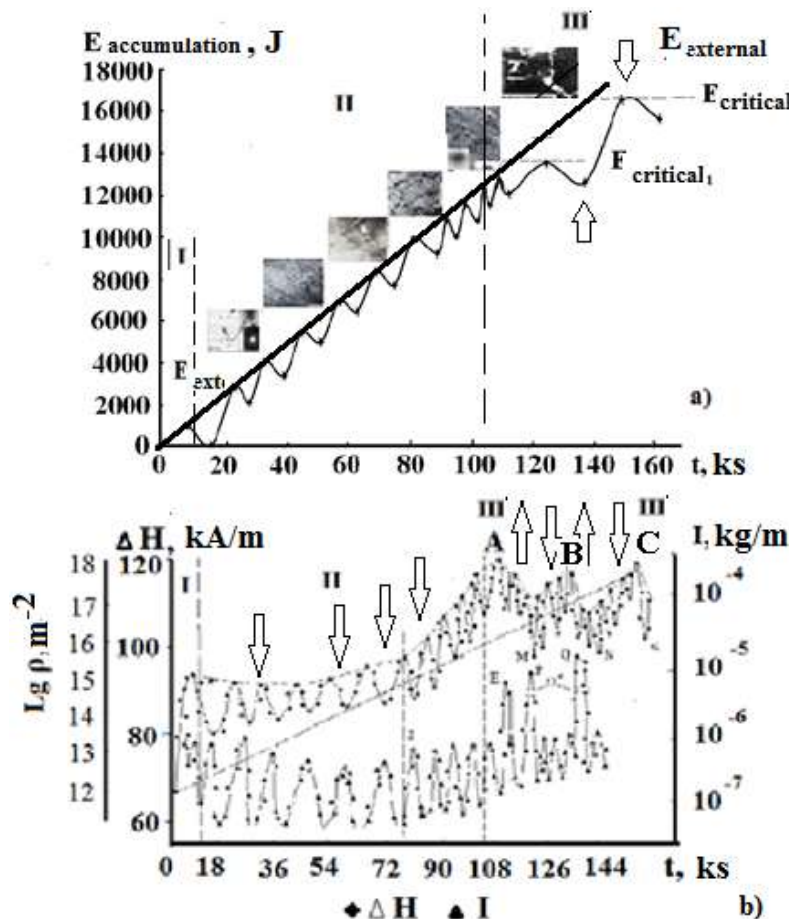 III
E accumulation , J
E external
18000
16000
14000
12000
10000
8000
6000
4000
2000
0
II
I
E critical
E critical 1
E exte
a)
0 20 40 60 80 100 120 140 160 t, ks
III III
Δ H, kA/m
I, kg/m
A B C
I II
Lg ρ, m⁻²
18
17
16
15
14
13
12
120
100
80
60
10⁻⁴
10⁻⁵
10⁻⁶
10⁻⁷
M Q N
E
0 18 36 54 72 90 108 126 144 t, ks
Δ H I
b)